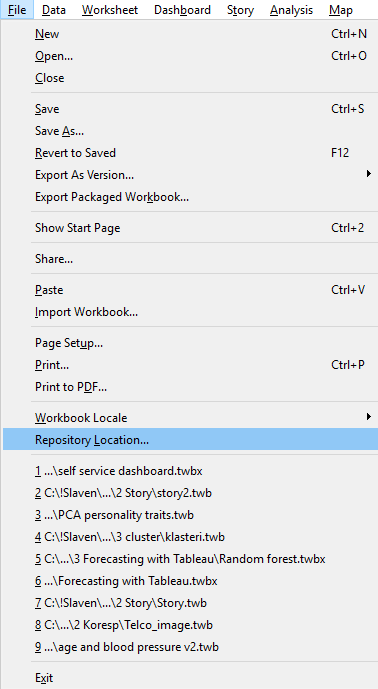 File Data Worksheet Dashboard Story Analysis Map
New Ctrl+N
Open... Ctrl+O
Close
Save Ctrl+S
Save As...
Revert to Saved F12
Export As Version...
Export Packaged Workbook...
Show Start Page Ctrl+2
Share...
Paste Ctrl+V
Import Workbook...
Page Setup...
Print... Ctrl+P
Print to PDF...
Workbook Locale
Repository Location...
1 ...\self service dashboard.twbx
2 C:\!Slaven\...\2 Story\story2.twb
3 ...\PCA personality traits.twb
4 C:\!Slaven\...\3 cluster\klasteri.twb
5 C:\...\3 Forecasting with Tableau\Random forest.twbx
6 ...\Forecasting with Tableau.twbx
7 C:\!Slaven\...\2 Story\Story.twb
8 C:\...\2 Koresp\Telco_image.twb
9 ...\age and blood pressure v2.twb
Exit